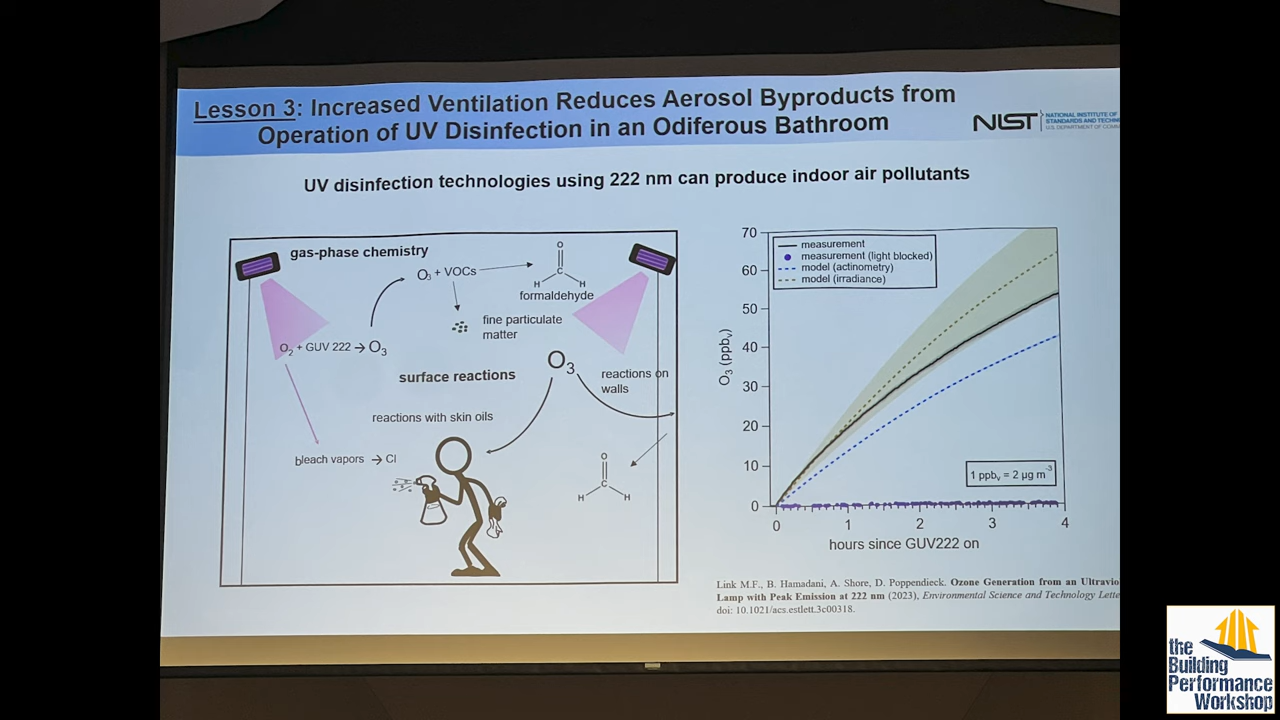 Lesson 3: Increased Ventilation Reduces Aerosol Byproducts from
Operation of UV Disinfection in an Odiferous Bathroom
NIST
NATIONAL INSTITUTE OF
STANDARDS AND
U.S. DEPARTMENT OF
UV disinfection technologies using 222 nm can produce indoor air pollutants
gas-phase chemistry
O₃ + VOCs
O
C
H H
formaldehyde
fine particulate
matter
O₂ + GUV 222 → O₃
surface reactions
O₃
reactions on
walls
reactions with skin oils
bleach vapors → Cl
O
C
H H
70
60
50
40
30
20
10
0
O₃ (ppbᵥ)
measurement
measurement (light blocked)
model (actinometry)
model (irradiance)
1 ppbᵥ = 2 µg m⁻³
0 1 2 3 4
hours since GUV222 on
Link M.F., B. Hamadani, A. Shore, D. Poppendieck. Ozone Generation from an
Lamp with Peak Emission at 222 nm (2023), Environmental Science and Technology
doi: 10.1021/acs.estlett.3c00318.
the
Building
Performance
Workshop